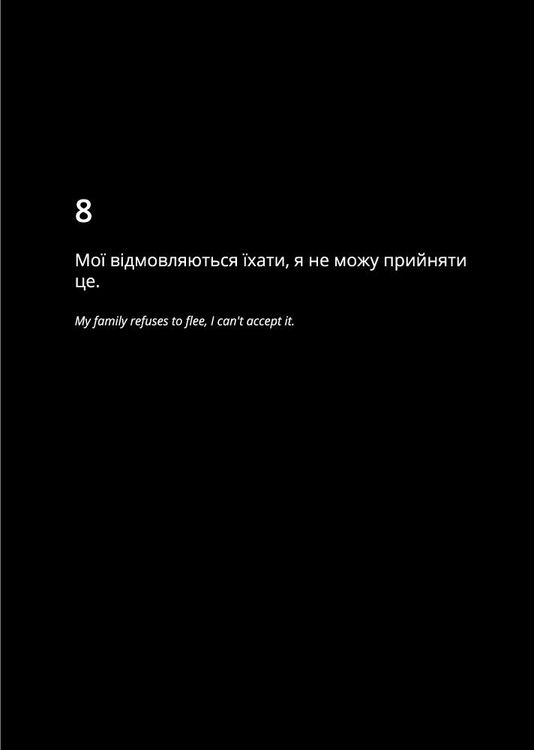 8
Мої відмовляються їхати, я не можу прийняти
це.
My family refuses to flee, I can't accept it.